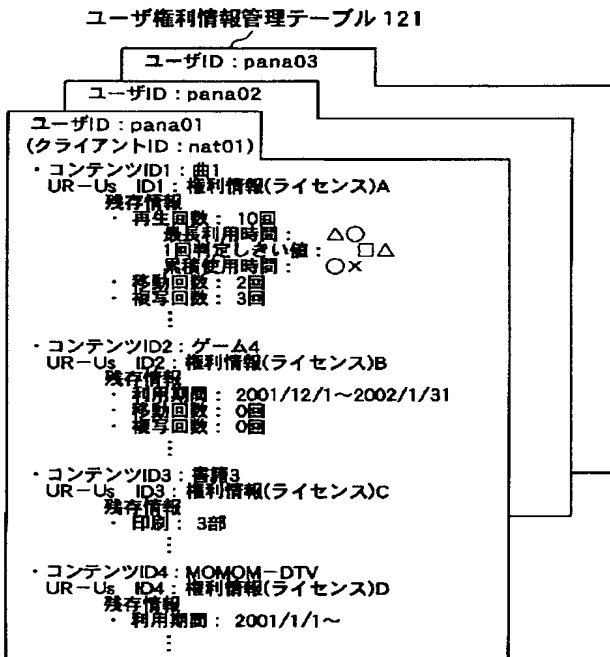 ユーザ権利情報管理テーブル 121
ユーザID：pana03
ユーザID：pana02
ユーザID：pana01
(クライアントID：nat01)
・コンテンツID1：曲1
UR－Us ID1：権利情報(ライセンス)A
残存情報
・ 再生回数： 10回
最長利用時間： △○
1回判定しきい値： □△
累積使用時間： ○×
・ 移動回数： 2回
・ 複写回数： 3回
⋮
・コンテンツID2：ゲーム4
UR－Us ID2：権利情報(ライセンス)B
残存情報
・ 利用期間： 2001/12/1～2002/1/31
・ 移動回数： 0回
・ 複写回数： 0回
⋮
・コンテンツID3：書籍3
UR－Us ID3：権利情報(ライセンス)C
残存情報
・ 印刷： 3部
⋮
・コンテンツID4：MOMOM－DTV
UR－Us ID4：権利情報(ライセンス)D
残存情報
・ 利用期間： 2001/1/1～
⋮